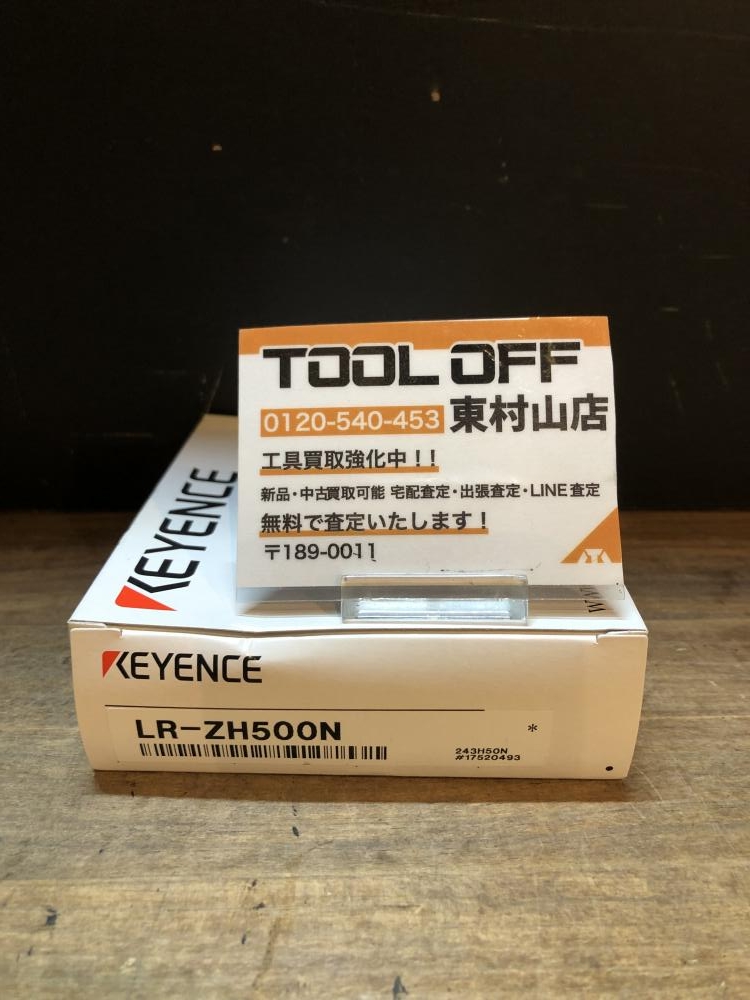 TOOL OFF
0120-540-453 東村山店
工具買取強化中!!
新品・中古買取可能 宅配査定・出張査定・LINE査定
無料で査定いたします!
〒189-0011
KEYENCE
KEYENCE
LR-ZH500N
*
243H50N
#17520493